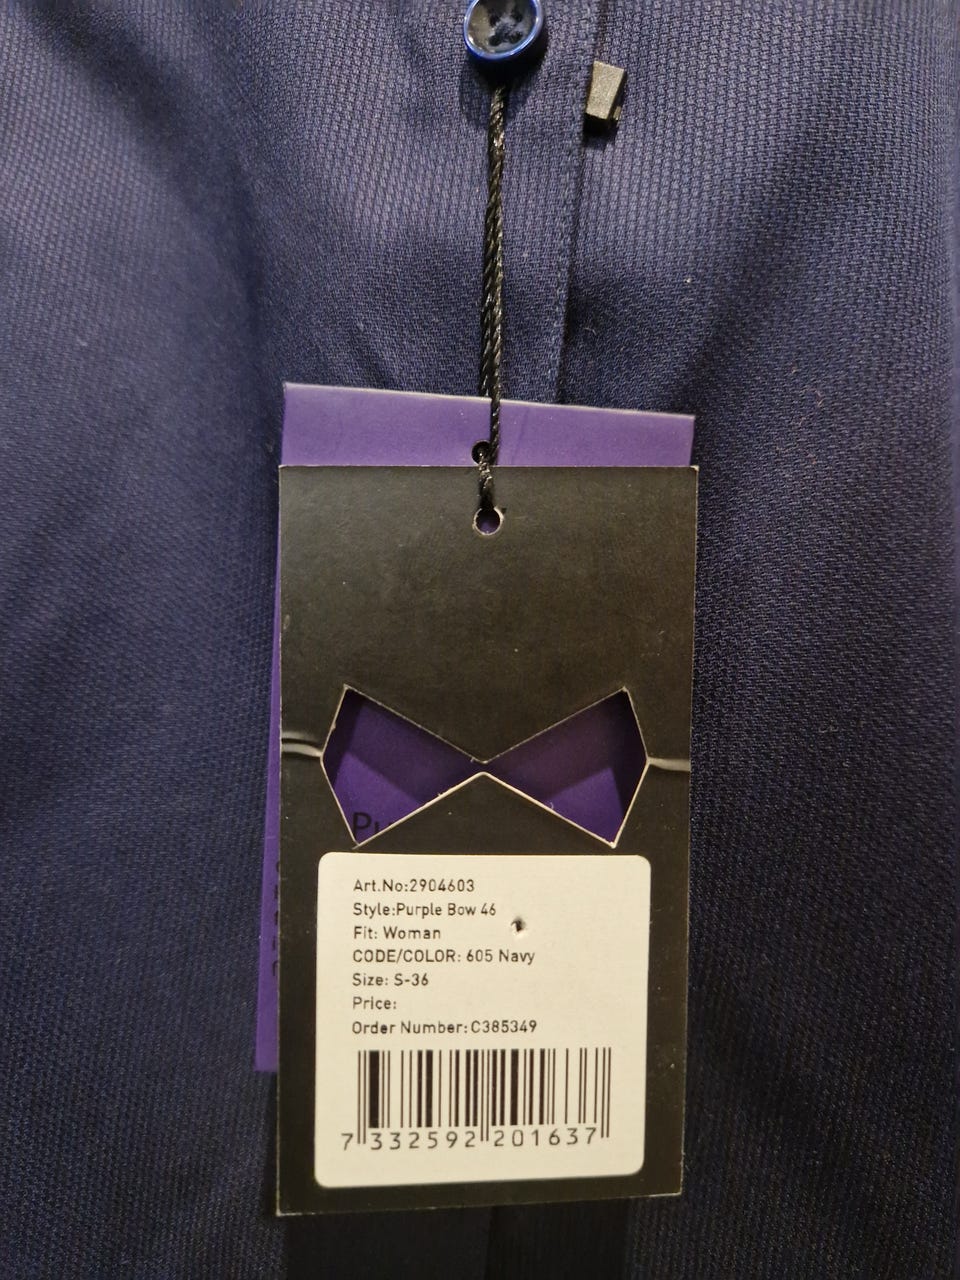 Pu
Art.No:2904603
Style:Purple Bow 46
Fit: Woman
CODE/COLOR: 605 Navy
Size: S-36
Price:
Order Number:C385349
7 332592 201637